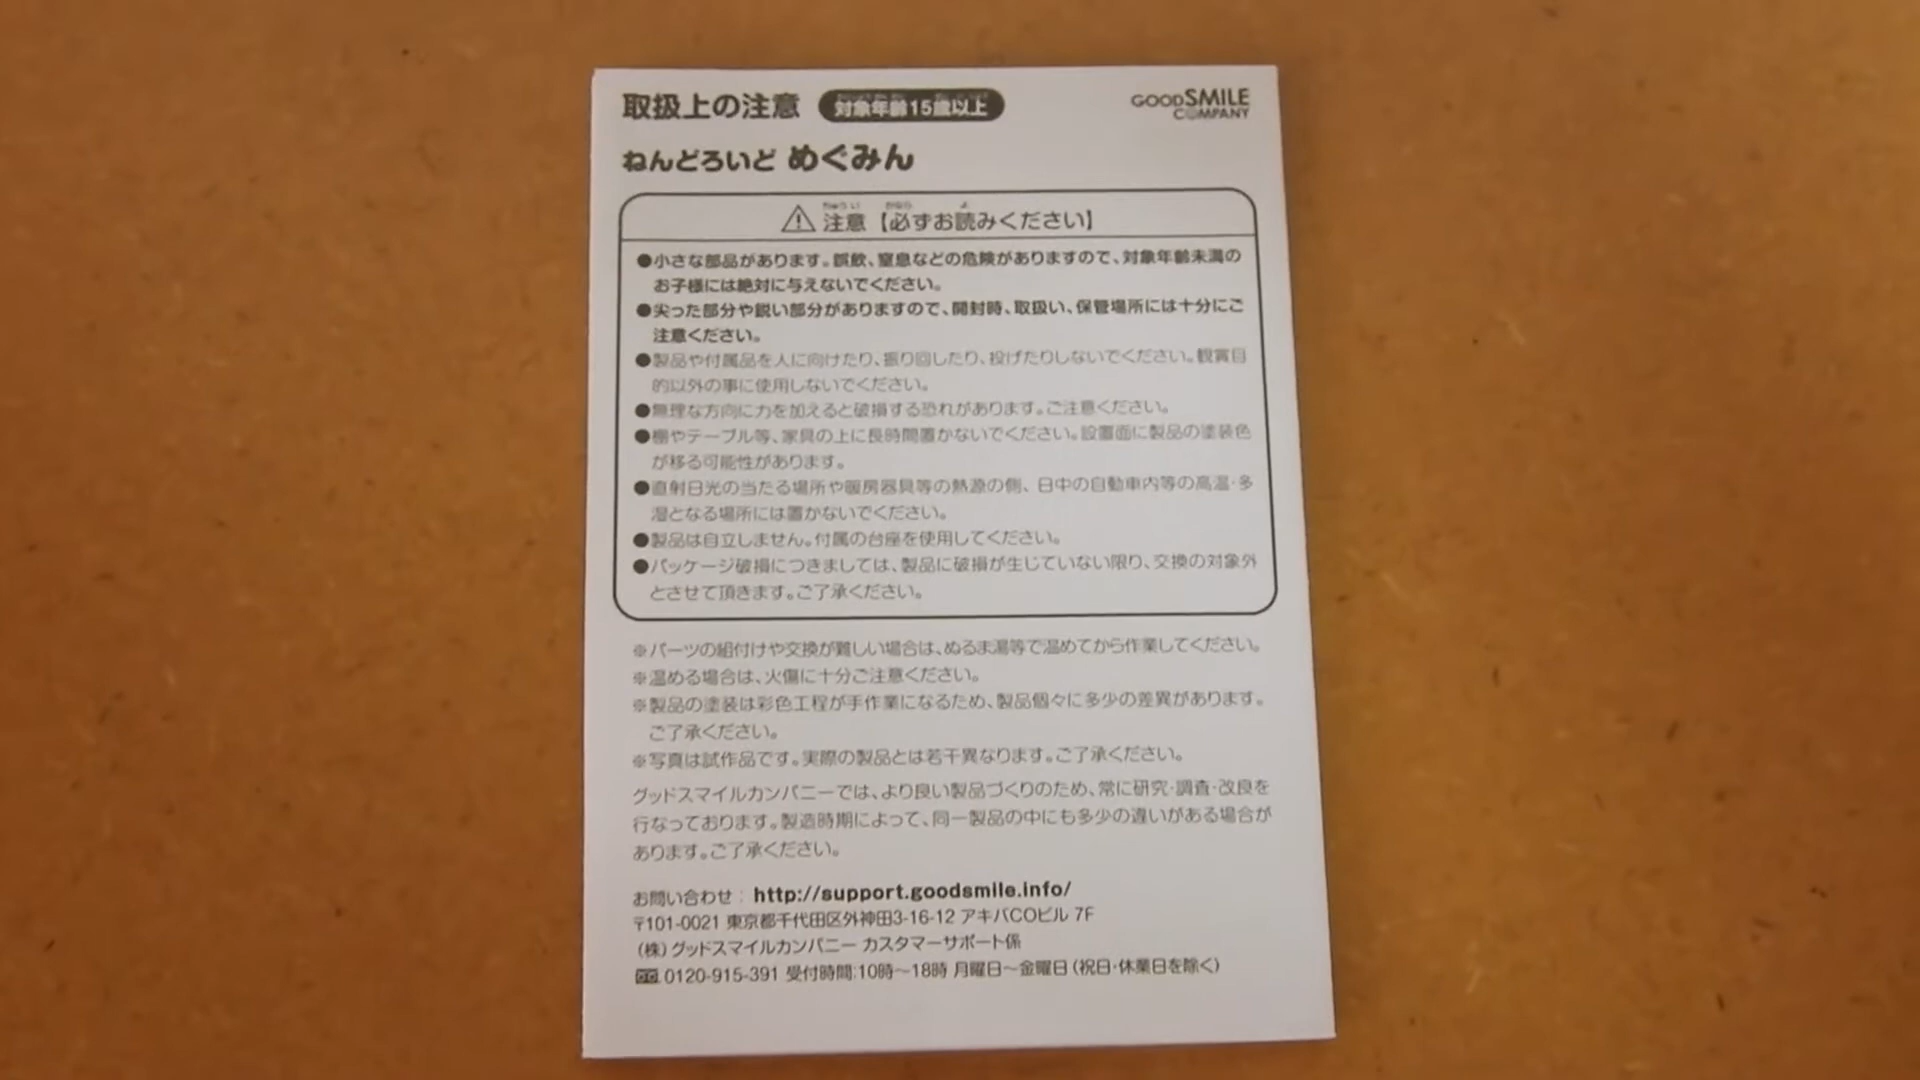 取扱上の注意 対象年齢15歳以上 GOODSMILE COMPANY
ねんどろいど めぐみん
注意【必ずお読みください】
●小さな部品があります。誤飲、窒息などの危険がありますので、対象年齢未満の
お子様には絶対に与えないでください。
●尖った部分や鋭い部分がありますので、開封時、取扱い、保管場所には十分にご
注意ください。
●製品や付属品を人に向けたり、振り回したり、投げたりしないでください。観賞目
的以外の事に使用しないでください。
●無理な方向に力を加えると破損する恐れがあります。ご注意ください。
●棚やテーブル等、家具の上に長時間置かないでください。設置面に製品の塗装色
が移る可能性があります。
●直射日光の当たる場所や暖房器具等の熱源の側、日中の自動車内等の高温・多
湿となる場所には置かないでください。
●製品は自立しません。付属の台座を使用してください。
●パッケージ破損につきましては、製品に破損が生じていない限り、交換の対象外
とさせて頂きます。ご了承ください。
※パーツの組付けや交換が難しい場合は、ぬるま湯等で温めてから作業してください。
※温める場合は、火傷に十分ご注意ください。
※製品の塗装は彩色工程が手作業になるため、製品個々に多少の差異があります。
ご了承ください。
※写真は試作品です。実際の製品とは若干異なります。ご了承ください。
グッドスマイルカンパニーでは、より良い製品づくりのため、常に研究・調査・改良を
行なっております。製造時期によって、同一製品の中にも多少の違いがある場合が
あります。ご了承ください。
お問い合わせ : http://support.goodsmile.info/
〒101-0021 東京都千代田区外神田3-16-12 アキバCOビル 7F
(株)グッドスマイルカンパニー カスタマーサポート係
0120-915-391 受付時間:10時～18時 月曜日～金曜日(祝日・休業日を除く)